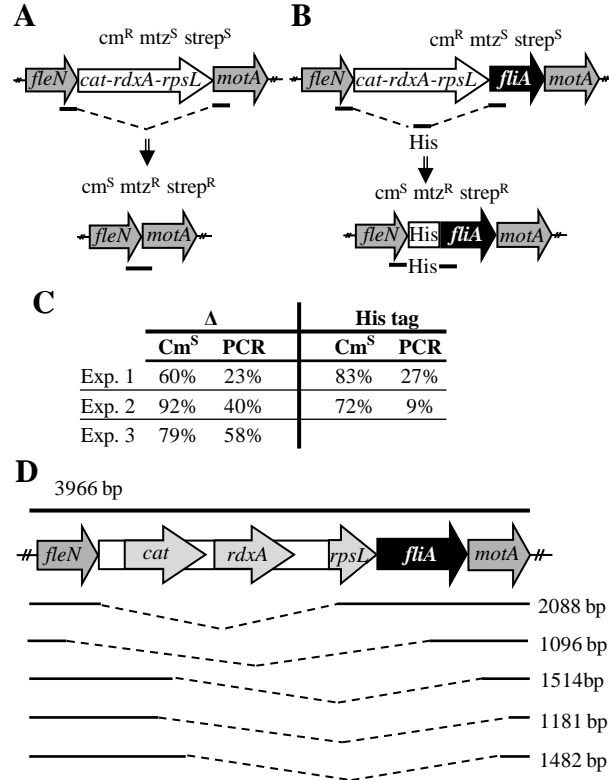 A
cmᴿ mtzˢ strepˢ
fleN cat-rdxA-rpsL motA
cmˢ mtzᴿ strepᴿ
fleN motA
B
cmᴿ mtzˢ strepˢ
fleN cat-rdxA-rpsL fliA motA
His
cmˢ mtzᴿ strepᴿ
fleN His fliA motA
His
C
Δ His tag
Cmˢ PCR Cmˢ PCR
Exp. 1 60% 23% 83% 27%
Exp. 2 92% 40% 72% 9%
Exp. 3 79% 58%
D
3966 bp
fleN cat rdxA rpsL fliA motA
2088 bp
1096 bp
1514bp
1181 bp
1482 bp